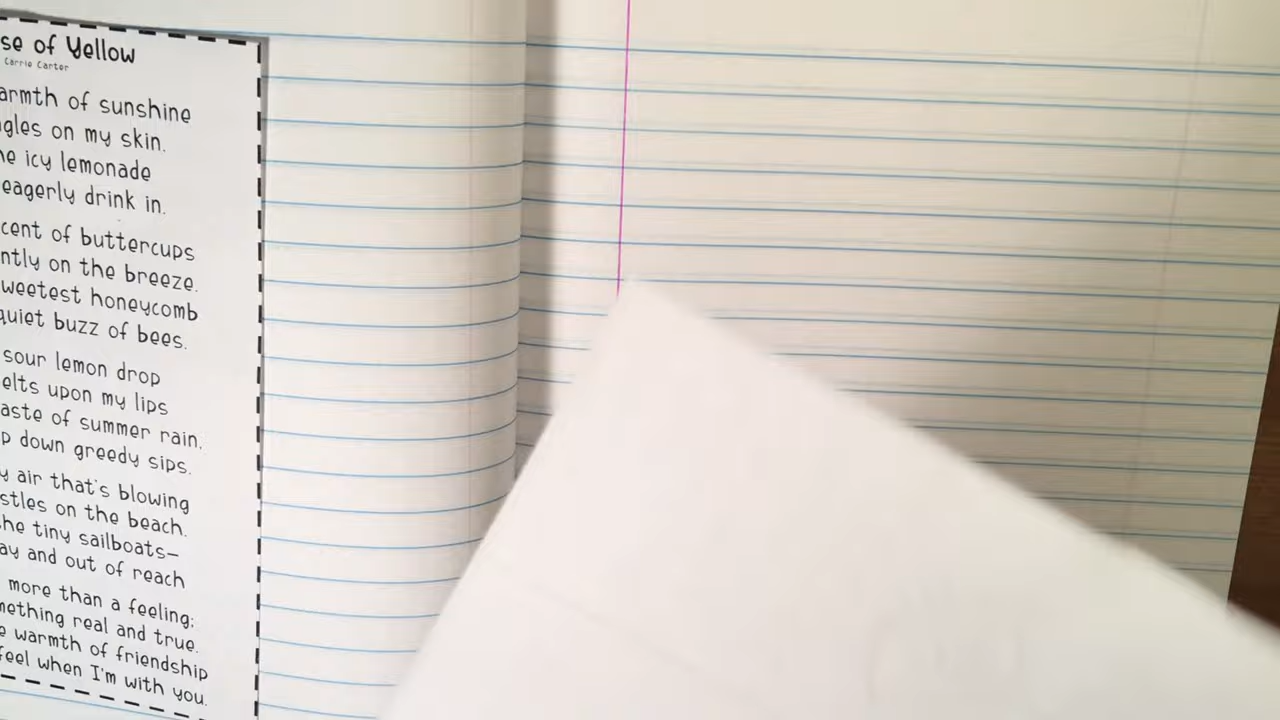 se of Yellow
Carrie Carter
armth of sunshine
gles on my skin.
he icy lemonade
eagerly drink in.
cent of buttercups
ntly on the breeze.
weetest honeycomb
quiet buzz of bees.
sour lemon drop
elts upon my lips
aste of summer rain.
p down greedy sips.
y air that's blowing
stles on the beach.
he tiny sailboats—
ay and out of reach
more than a feeling:
mething real and true.
e warmth of friendship
feel when I'm with you.